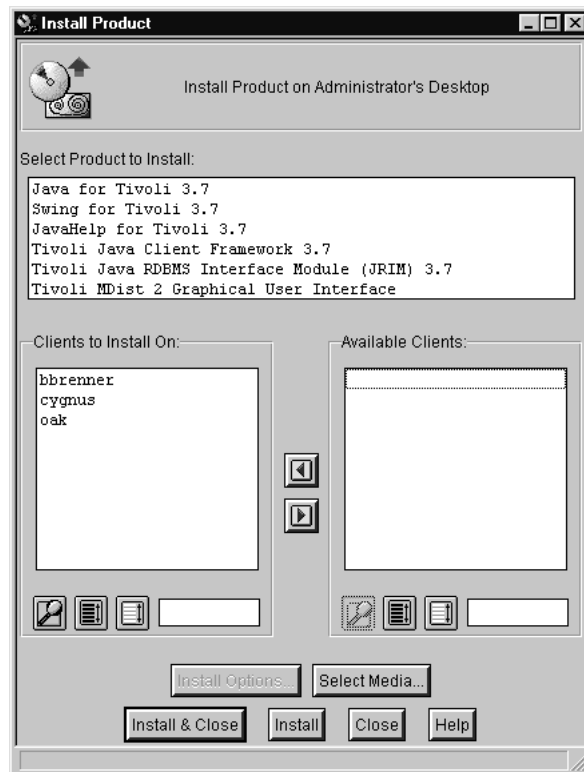 Install Product
Install Product on Administrator's Desktop
Select Product to Install:
Java for Tivoli 3.7
Swing for Tivoli 3.7
JavaHelp for Tivoli 3.7
Tivoli Java Client Framework 3.7
Tivoli Java RDBMS Interface Module (JRIM) 3.7
Tivoli MDist 2 Graphical User Interface
Clients to Install On:
bbrenner
cygnus
oak
Available Clients:
Install Options...
Select Media...
Install & Close
Install
Close
Help